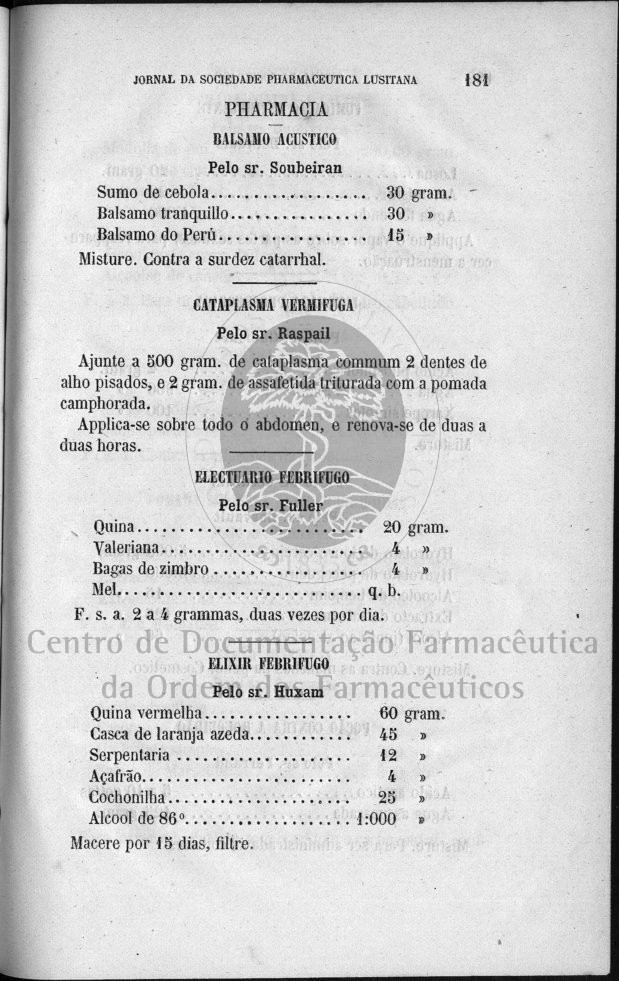 JORNAL DA SOCIEDADE PHARMACEUTICA LUSITANA 181
PHARMACIA
BALSAMO ACUSTICO
Pelo sr. Soubeiran
Sumo de cebola................... 30 gram.
Balsamo tranquillo................ 30 »
Balsamo do Perú.................. 15 »
Misture. Contra a surdez catarrhal.
CATAPLASMA VERMIFUGA
Pelo sr. Raspail
Ajunte a 500 gram. de cataplasma commum 2 dentes de
alho pisados, e 2 gram. de assafetida triturada com a pomada
camphorada.
Applica-se sobre todo o abdomen, e renova-se de duas a
duas horas.
ELECTUARIO FEBRIFUGO
Pelo sr. Fuller
Quina........................... 20 gram.
Valeriana........................ 4 »
Bagas de zimbro .................. 4 »
Mel............................. q. b.
F. s. a. 2 a 4 grammas, duas vezes por dia.
Centro de Documentação Farmacêutica
ELIXIR FEBRIFUGO
da Ordem dos Farmacêuticos
Pelo sr. Huxam
Quina vermelha.................. 60 gram.
Casca de laranja azeda............ 45 »
Serpentaria ..................... 12 »
Açafrão......................... 4 »
Cochonilha...................... 25 »
Alcool de 86º.................... 1:000 »
Macere por 15 dias, filtre.